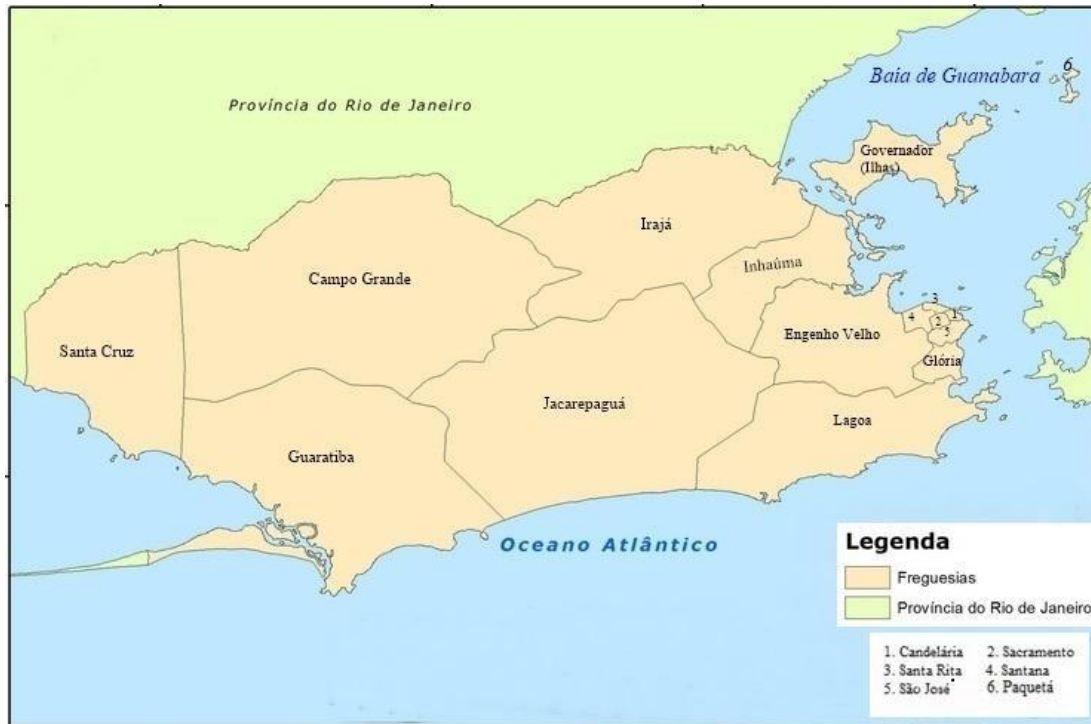 6
Baia de Guanabara
Província do Rio de Janeiro
Governador
(Ilhas)
Irajá
Inhaúma
Campo Grande
3
4
2
1
5
Engenho Velho
Santa Cruz
Glória
Jacarepaguá
Lagoa
Guaratiba
Oceano Atlântico
Legenda
Freguesias
Província do Rio de Janeiro
1. Candelária 2. Sacramento
3. Santa Rita 4. Santana
5. São José 6. Paquetá